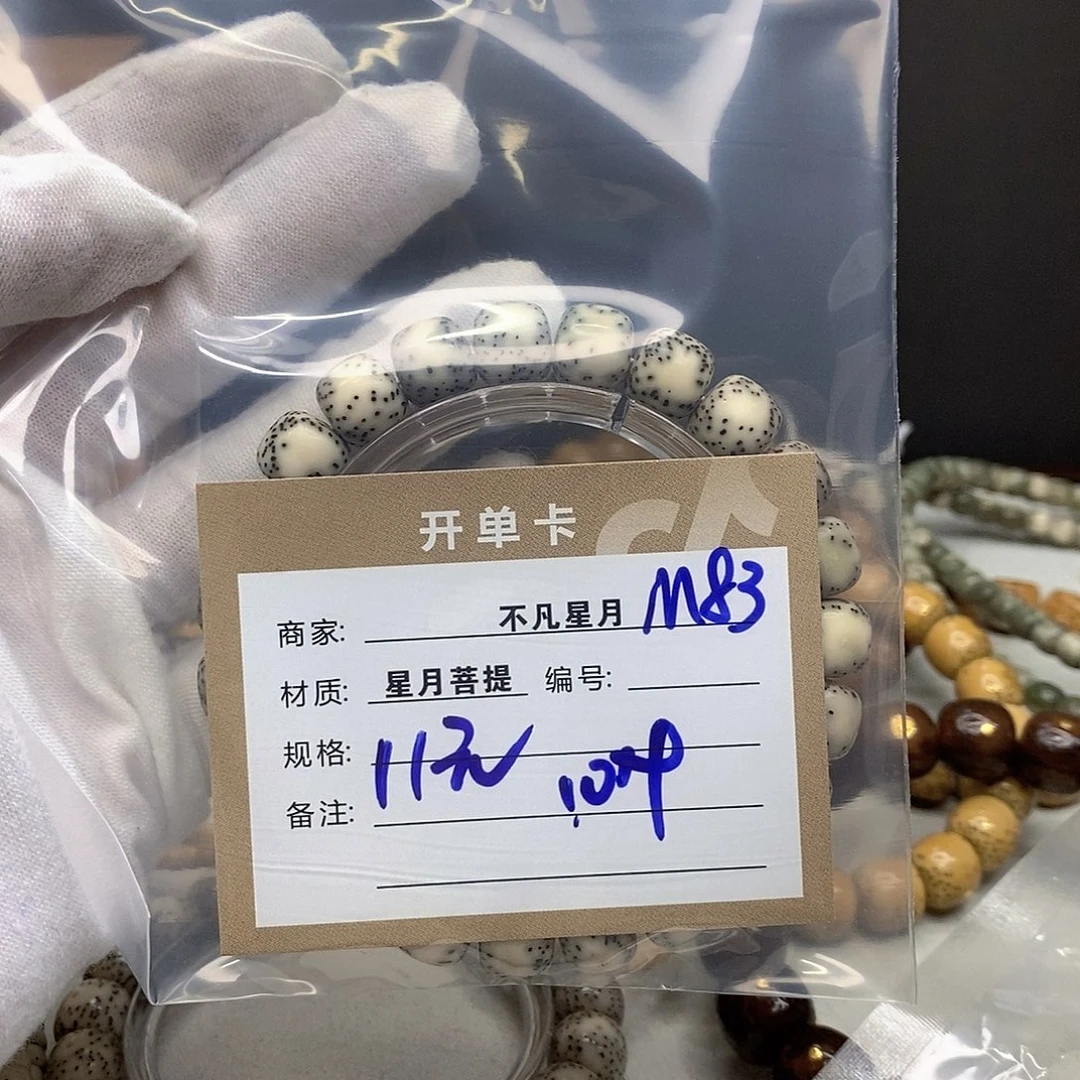 开单卡
商家: 不凡星月 M83
材质: 星月菩提 编号:
规格: 11元
备注: